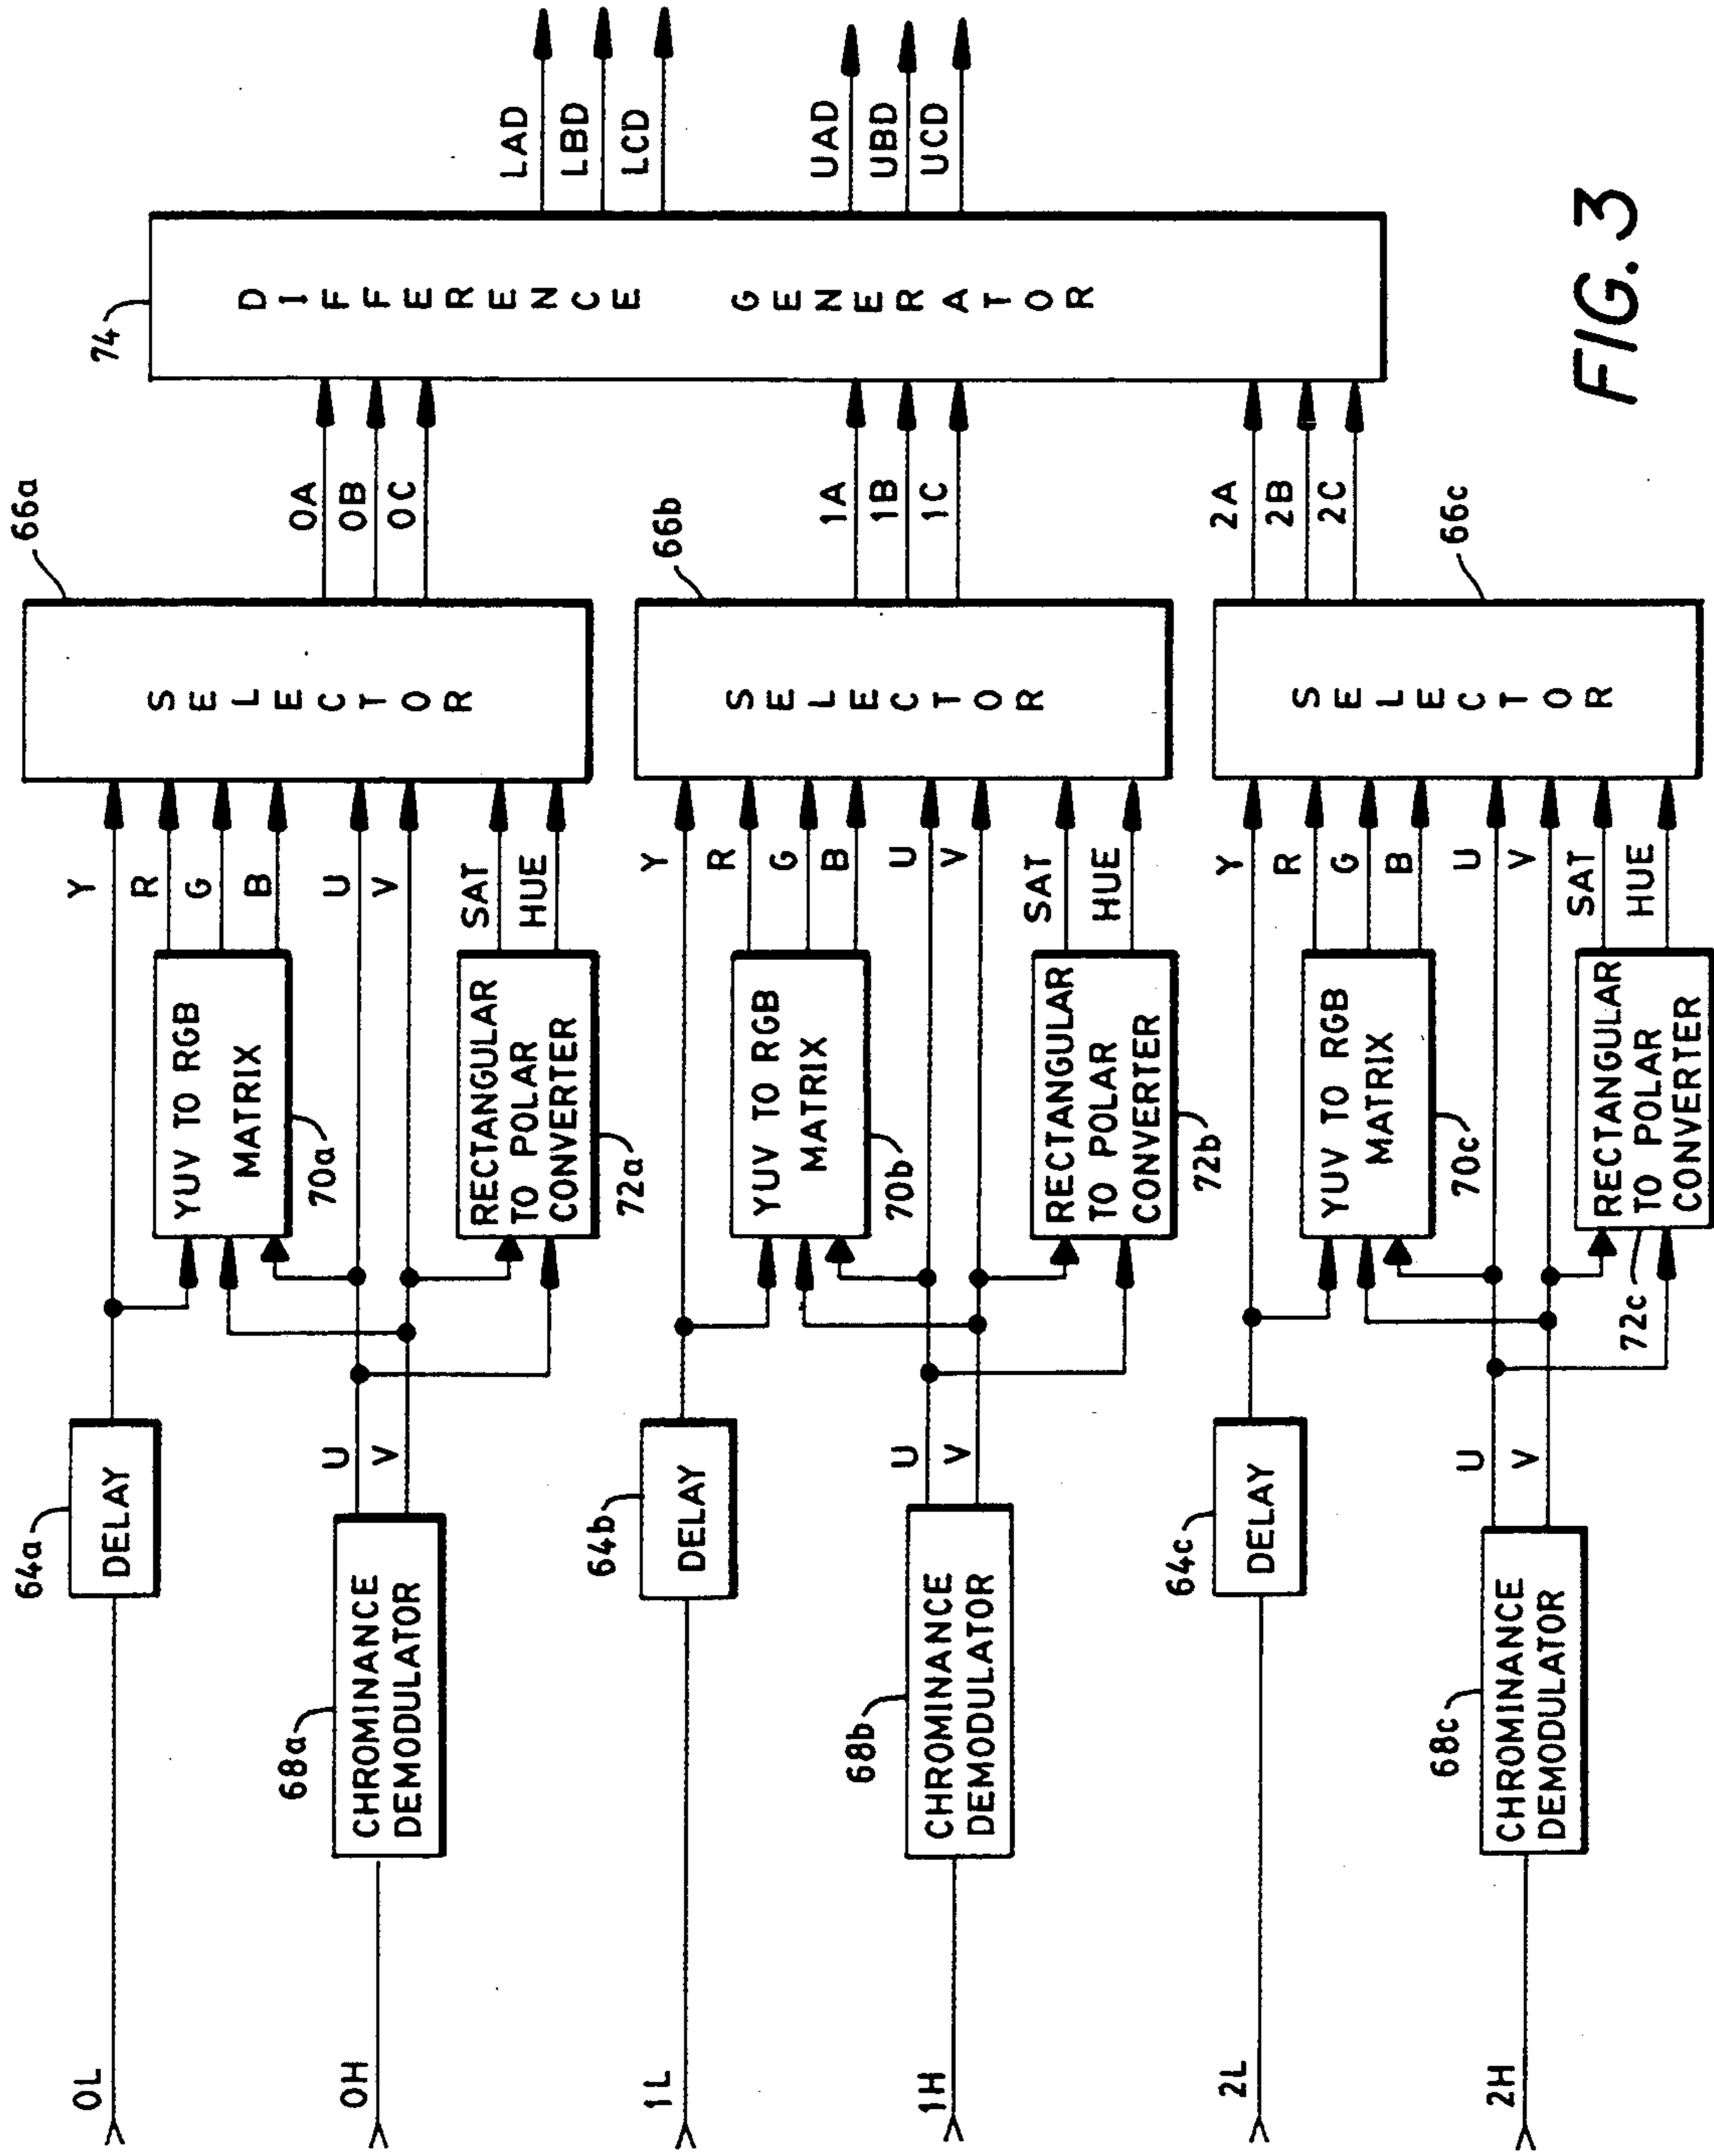 0L
64a
DELAY
Y
YUV TO RGB
MATRIX
70a
R
G
B
0H
68a
CHROMINANCE
DEMODULATOR
U
V
U
V
RECTANGULAR
TO POLAR
CONVERTER
72a
SAT
HUE
SELECTOR
66a
0A
0B
0C
1L
64b
DELAY
Y
YUV TO RGB
MATRIX
70b
R
G
B
1H
68b
CHROMINANCE
DEMODULATOR
U
V
U
V
RECTANGULAR
TO POLAR
CONVERTER
72b
SAT
HUE
SELECTOR
66b
1A
1B
1C
2L
64c
DELAY
Y
YUV TO RGB
MATRIX
70c
R
G
B
2H
68c
CHROMINANCE
DEMODULATOR
U
V
U
V
RECTANGULAR
TO POLAR
CONVERTER
72c
SAT
HUE
SELECTOR
66c
2A
2B
2C
74
DIFFERENCE GENERATOR
LAD
LBD
LCD
UAD
UBD
UCD
FIG. 3